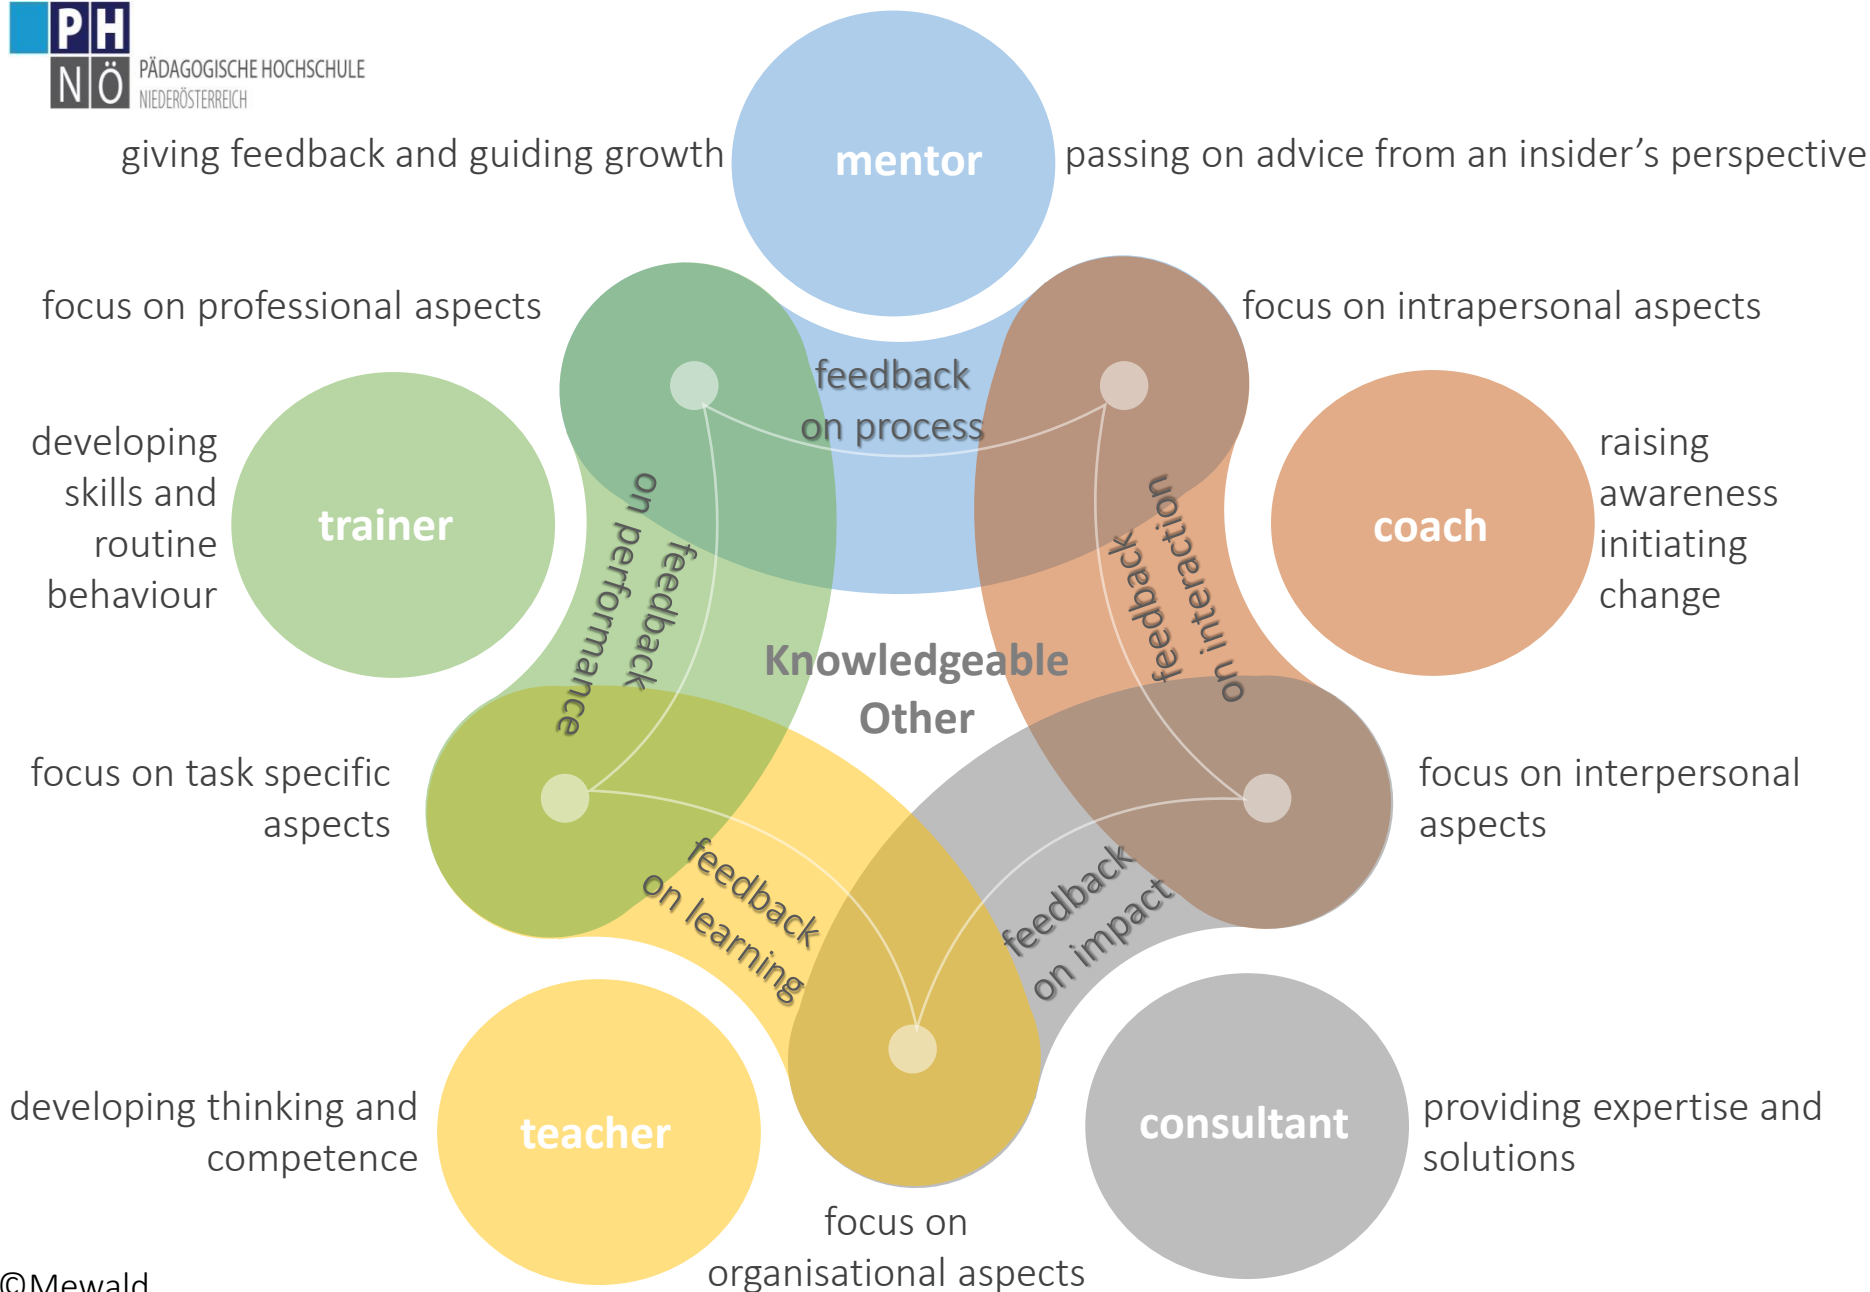 PH
NÖ
PÄDAGOGISCHE HOCHSCHULE
NIEDERÖSTERREICH
giving feedback and guiding growth
mentor
passing on advice from an insider’s perspective
focus on professional aspects
focus on intrapersonal aspects
feedback
on process
developing
skills and
routine
behaviour
trainer
feedback
on performance
feedback
on interaction
coach
raising
awareness
initiating
change
Knowledgeable
Other
focus on task specific
aspects
focus on interpersonal
aspects
feedback
on learning
feedback
on impact
developing thinking and
competence
teacher
consultant
providing expertise and
solutions
focus on
organisational aspects
©Mewald